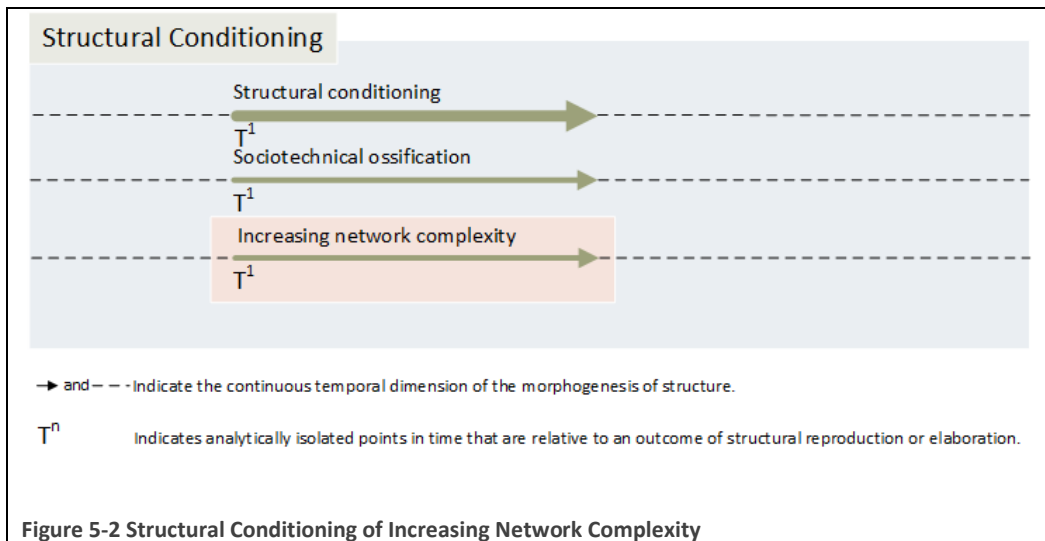 Structural Conditioning
Structural conditioning
T¹
Sociotechnical ossification
T¹
Increasing network complexity
T¹
and - - - Indicate the continuous temporal dimension of the morphogenesis of structure.
Tⁿ Indicates analytically isolated points in time that are relative to an outcome of structural reproduction or elaboration.
Figure 5-2 Structural Conditioning of Increasing Network Complexity